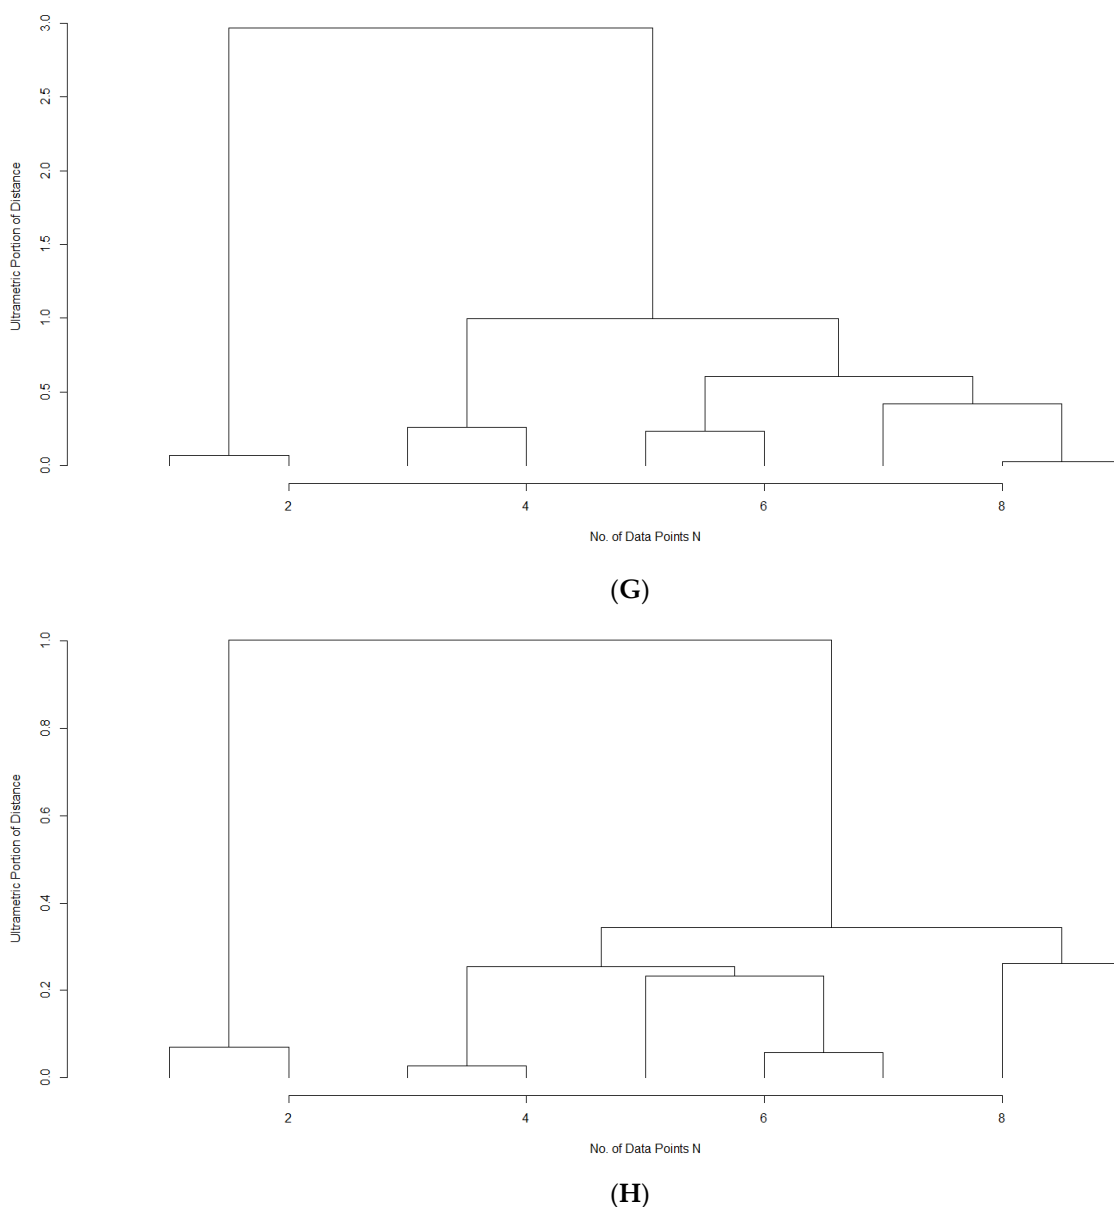 3.0
2.5
2.0
1.5
1.0
0.5
0.0
Ultrametric Portion of Distance
2 4 6 8
No. of Data Points N
(G)
1.0
0.8
0.6
0.4
0.2
0.0
Ultrametric Portion of Distance
2 4 6 8
No. of Data Points N
(H)